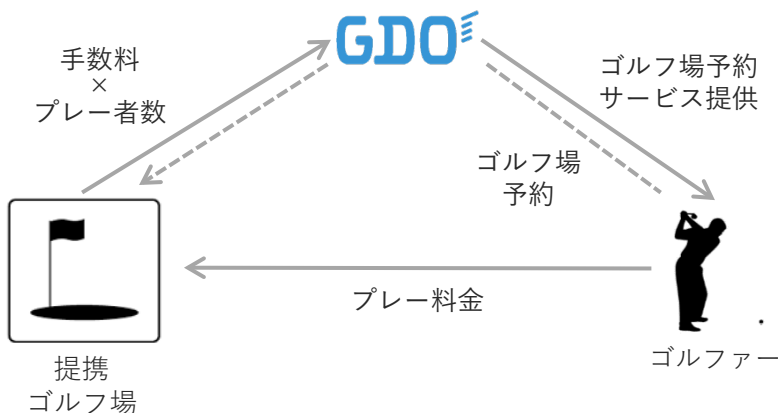 GDO
手数料
×
プレー者数
ゴルフ場予約
サービス提供
ゴルフ場
予約
プレー料金
提携
ゴルフ場
ゴルファー